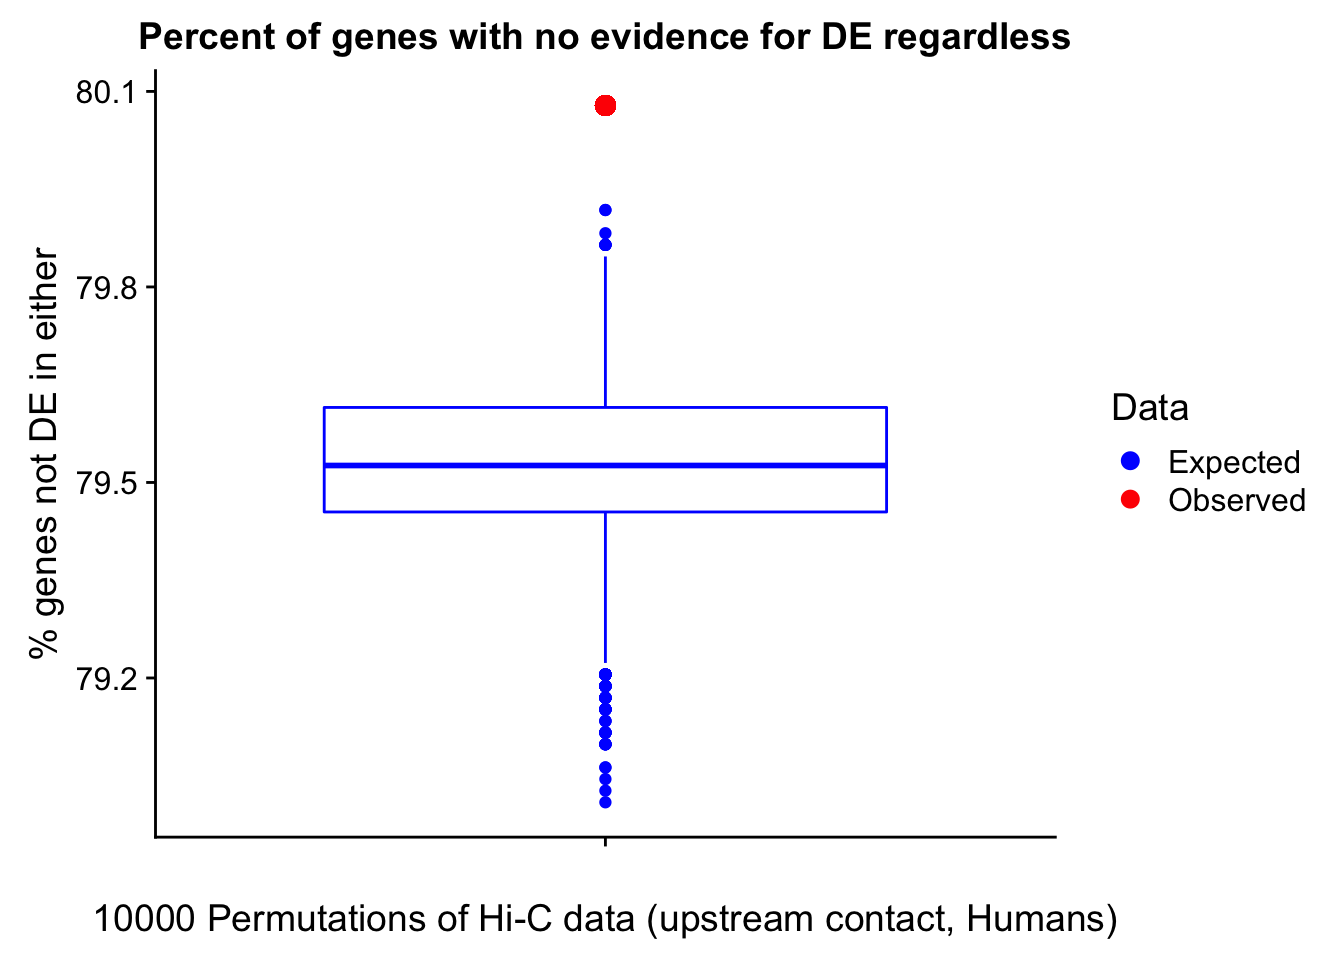 Percent of genes with no evidence for DE regardless
80.1
79.8
79.5
79.2
% genes not DE in either
10000 Permutations of Hi-C data (upstream contact, Humans)
Data
Expected
Observed